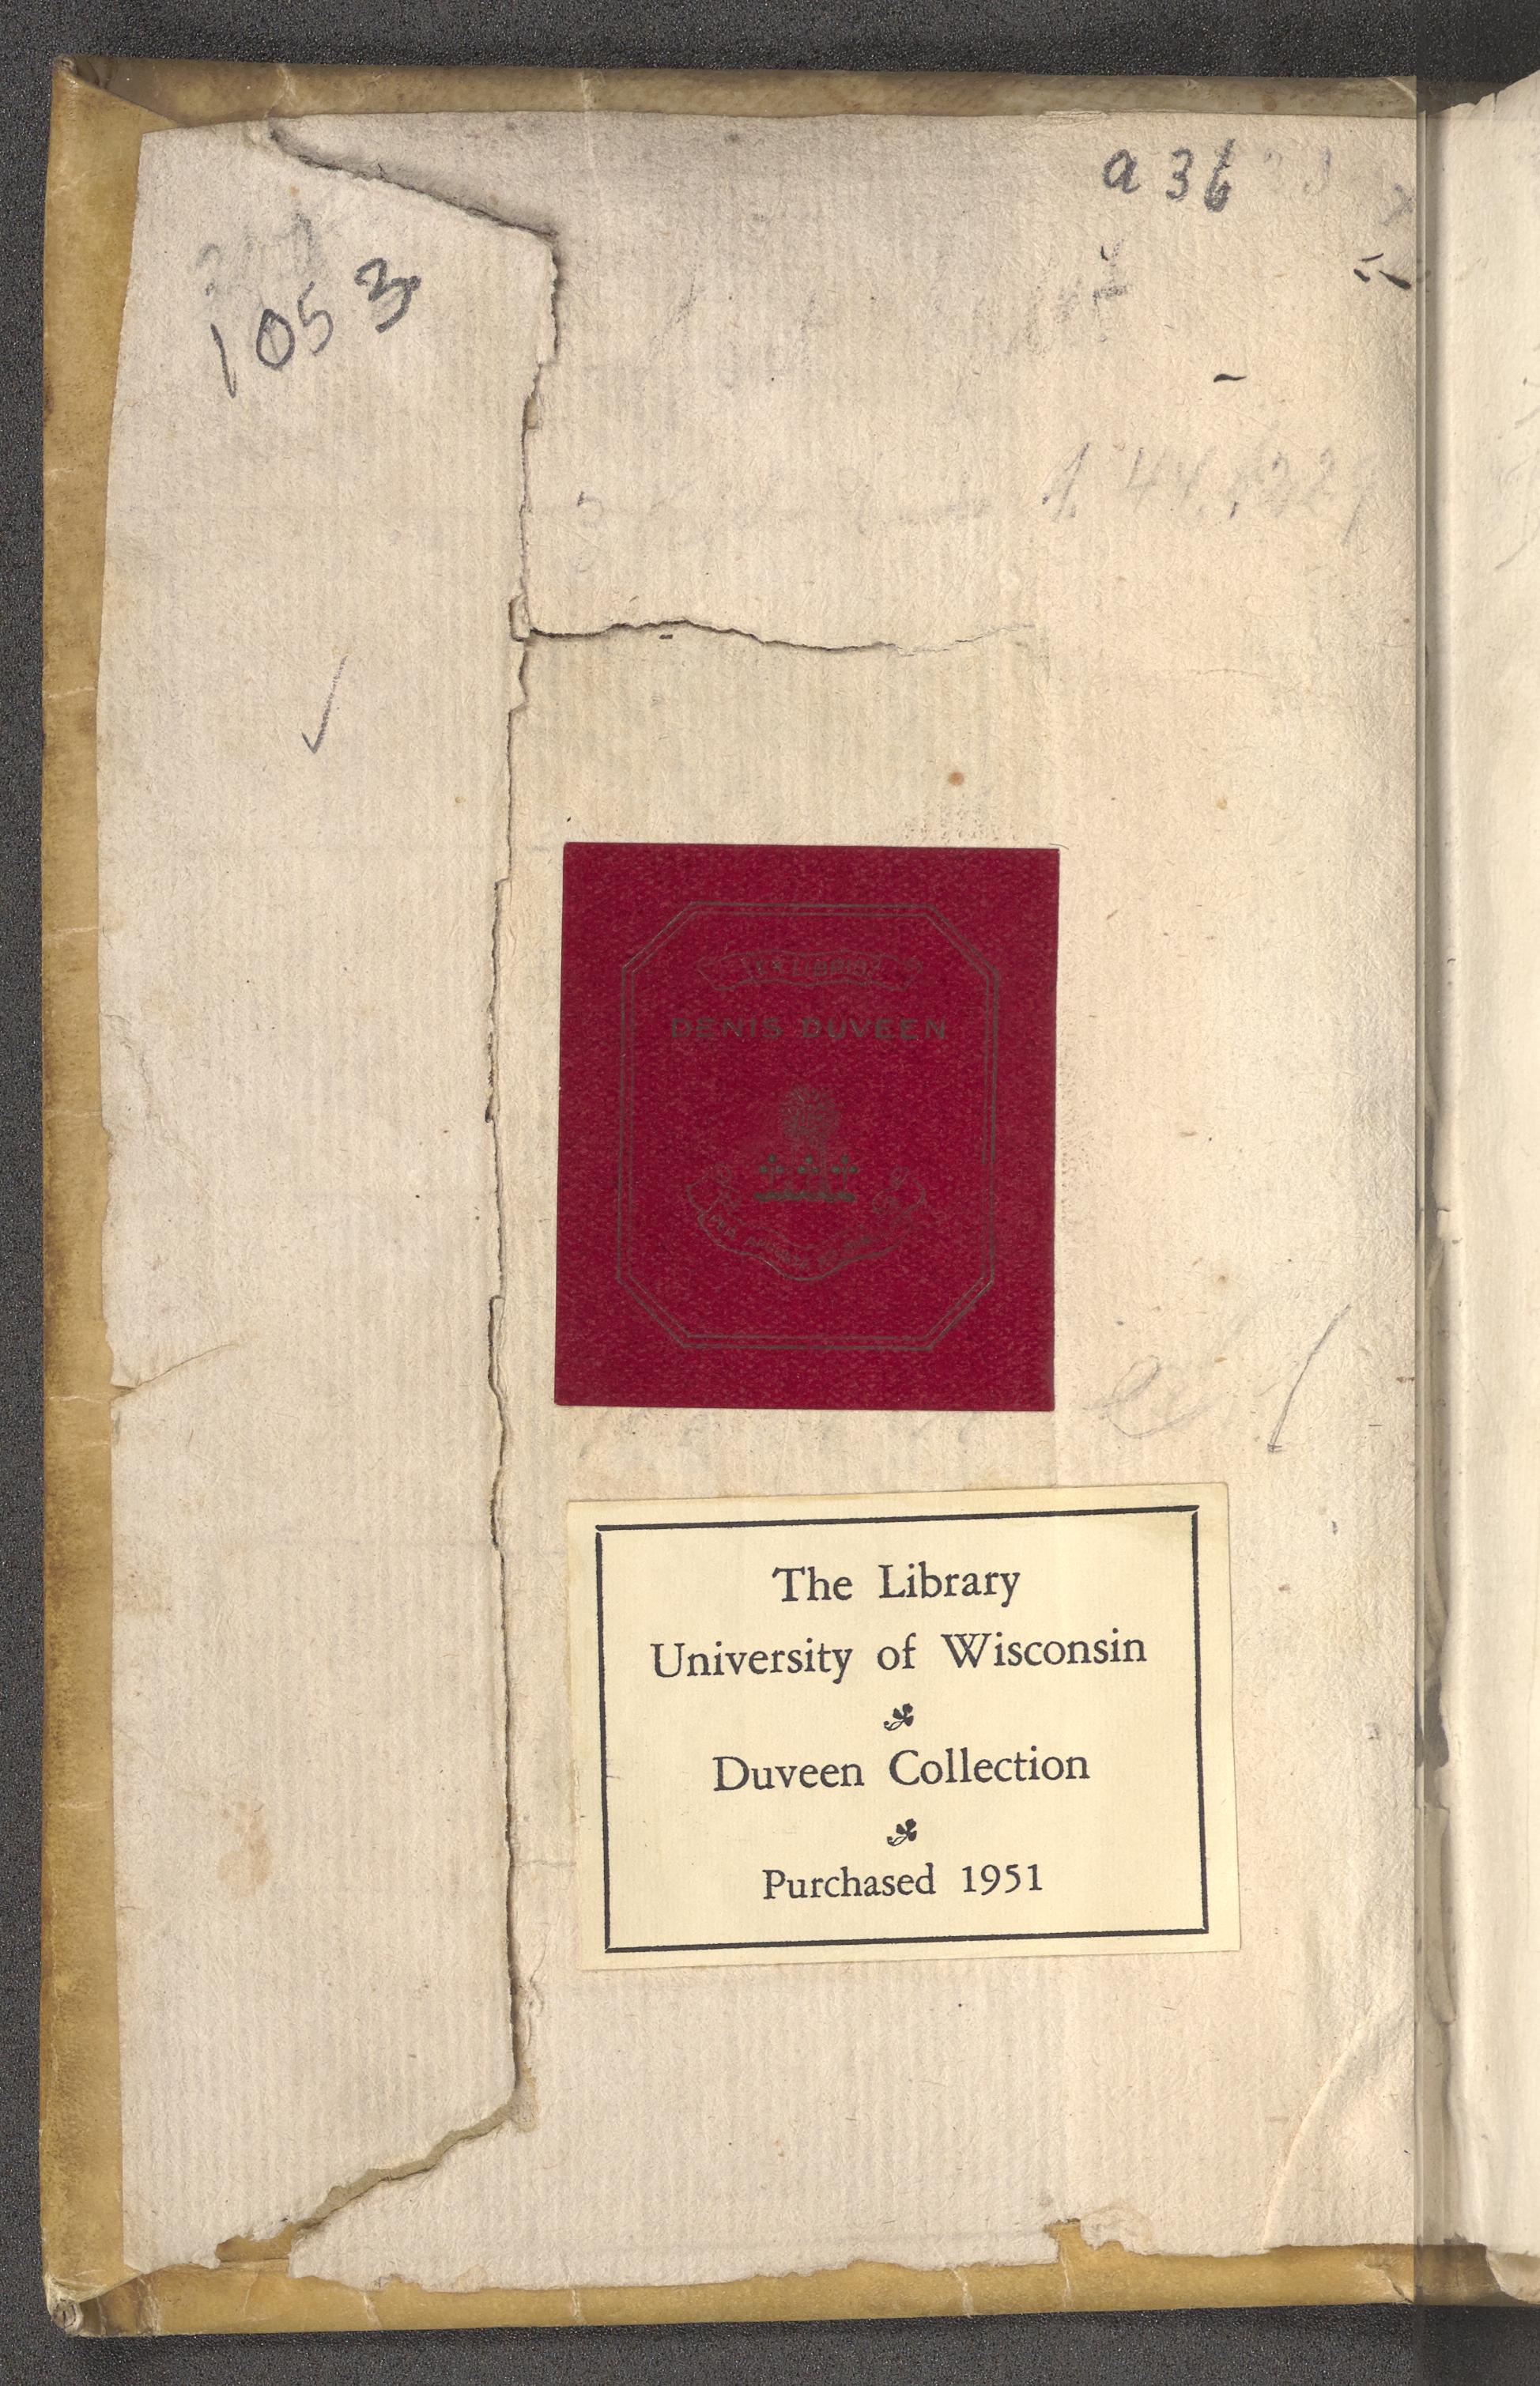 a 36
1053
EX LIBRIS
DENIS DUVEEN
The Library
University of Wisconsin
Duveen Collection
Purchased 1951